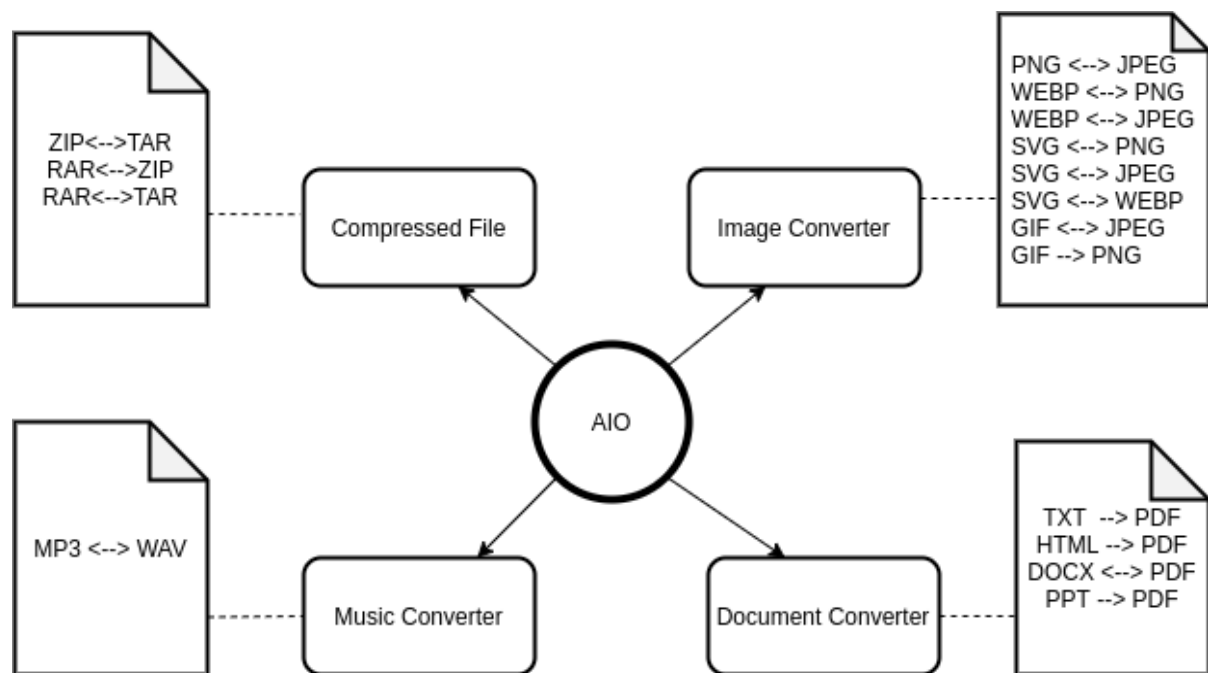 ZIP<-->TAR
RAR<-->ZIP
RAR<-->TAR
Compressed File
Image Converter
PNG <--> JPEG
WEBP <--> PNG
WEBP <--> JPEG
SVG <--> PNG
SVG <--> JPEG
SVG <--> WEBP
GIF <--> JPEG
GIF --> PNG
AIO
MP3 <--> WAV
Music Converter
Document Converter
TXT --> PDF
HTML --> PDF
DOCX <--> PDF
PPT --> PDF